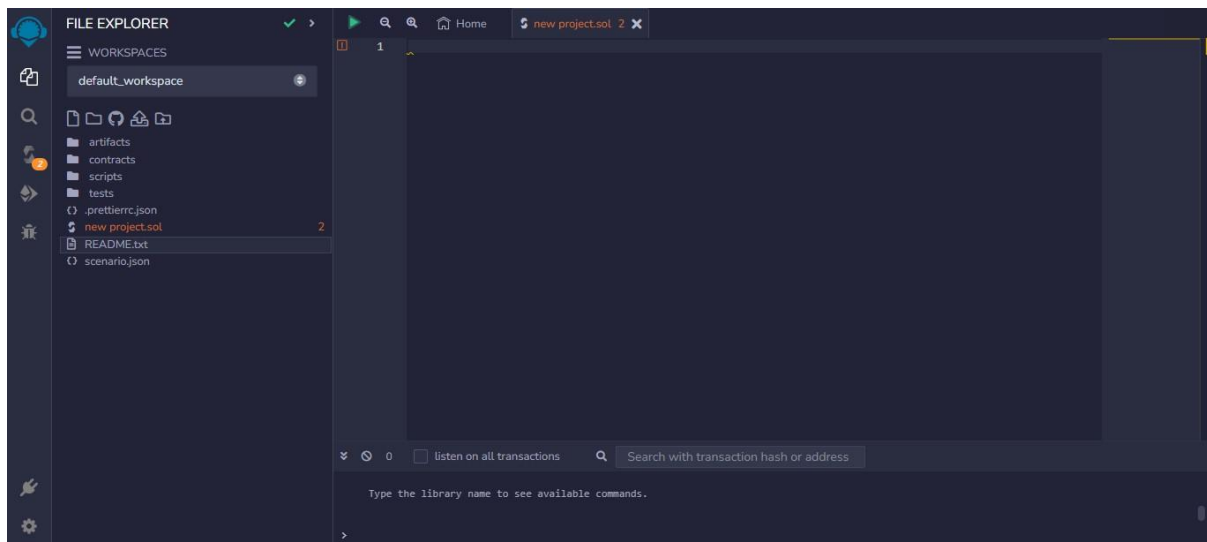 FILE EXPLORER
WORKSPACES
default_workspace
artifacts
contracts
scripts
tests
.prettierrc.json
new project.sol 2
README.txt
scenario.json
2
Home
new project.sol 2
1
0 listen on all transactions Search with transaction hash or address
Type the library name to see available commands.
>